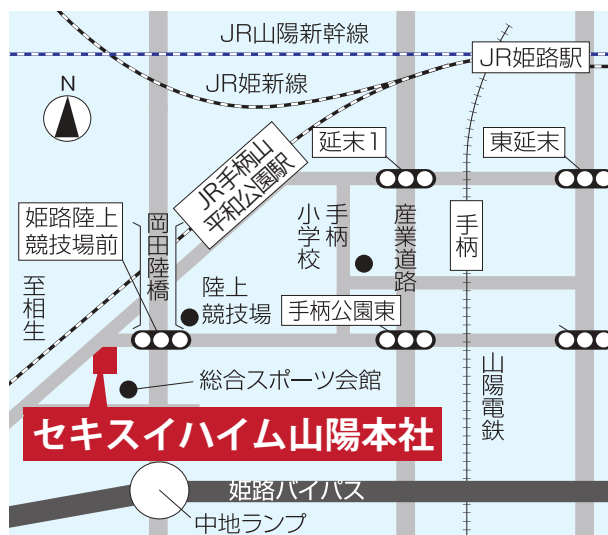 JR山陽新幹線
JR姫路駅
JR姫新線
N
延末1
東延末
JR手柄山
平和公園駅
姫路陸上
競技場前
岡田陸橋
手柄
小学校
産業道路
手柄
至相生
陸上
競技場
手柄公園東
総合スポーツ会館
山陽電鉄
セキスイハイム山陽本社
姫路バイパス
中地ランプ